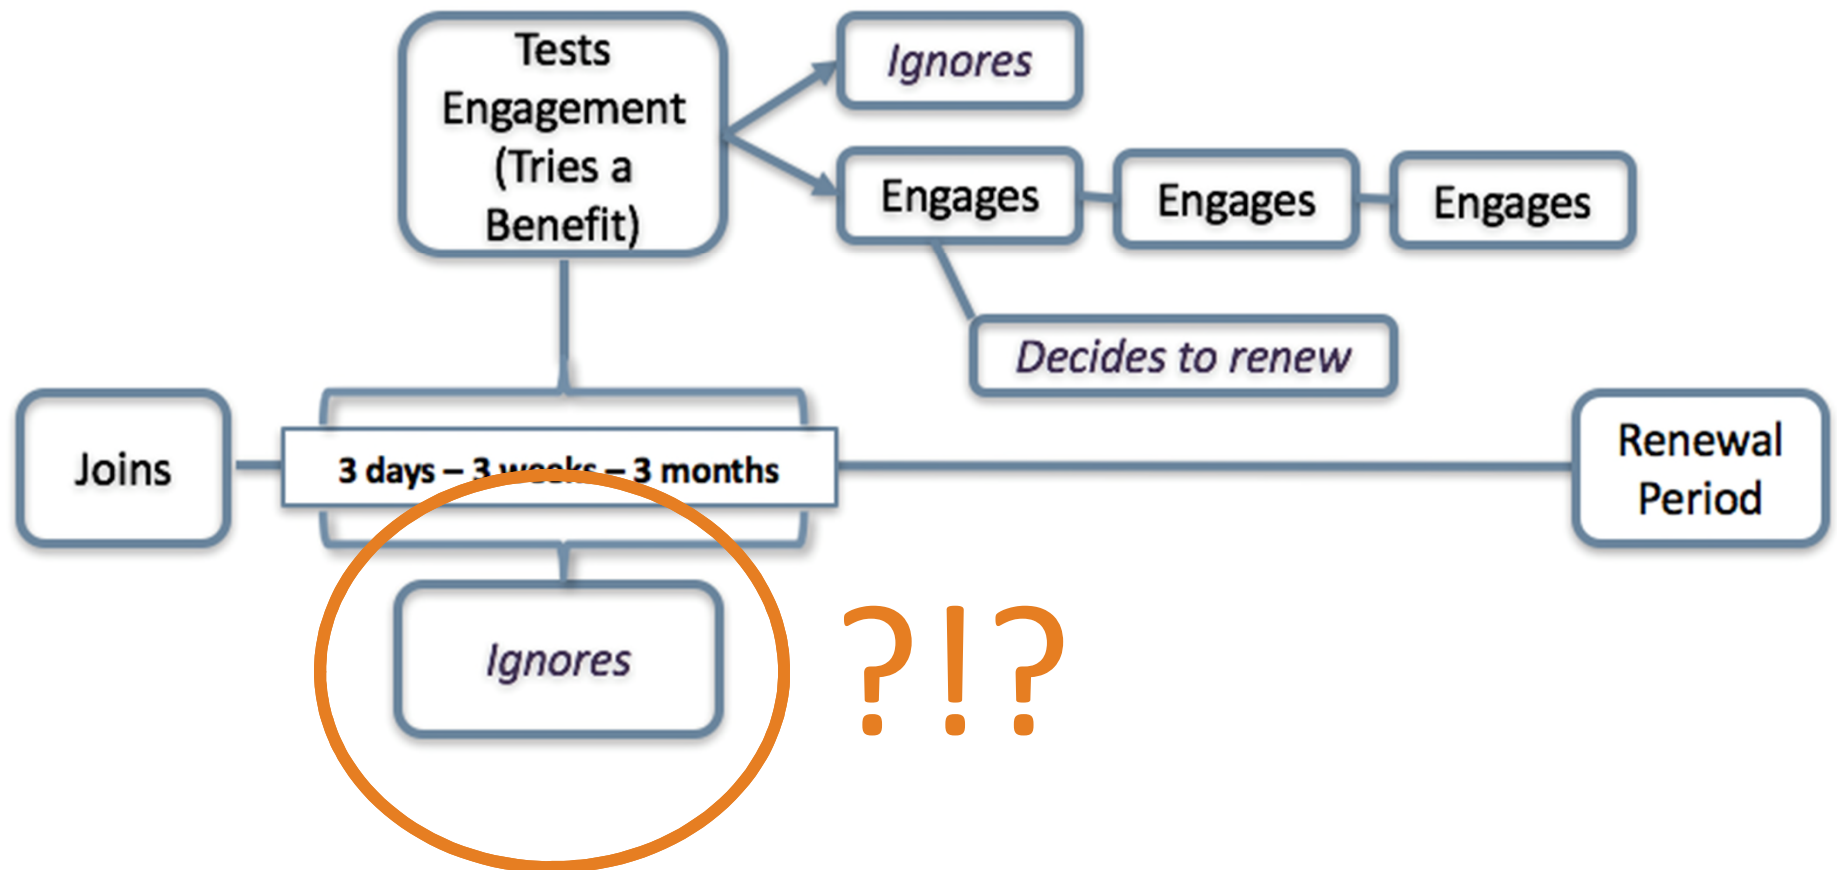 Tests
Engagement
(Tries a
Benefit)
Ignores
Engages
Engages
Engages
Decides to renew
Joins
3 days – 3 weeks – 3 months
Renewal
Period
Ignores
?!?